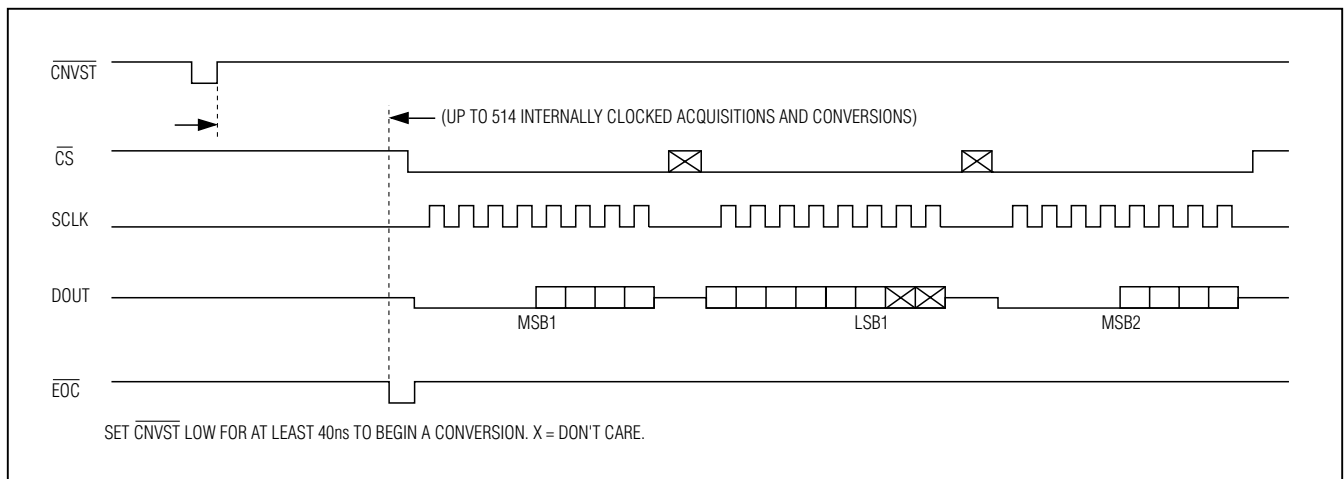 CNVST
(UP TO 514 INTERNALLY CLOCKED ACQUISITIONS AND CONVERSIONS)
CS
SCLK
DOUT
MSB1 LSB1 MSB2
EOC
SET CNVST LOW FOR AT LEAST 40ns TO BEGIN A CONVERSION. X = DON'T CARE.